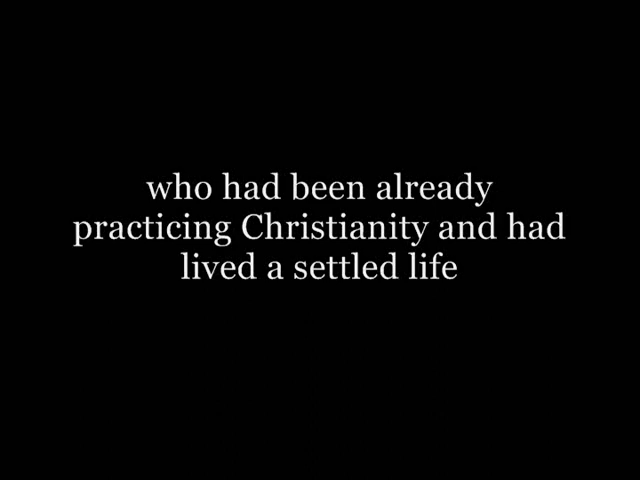 who had been already
practicing Christianity and had
lived a settled life